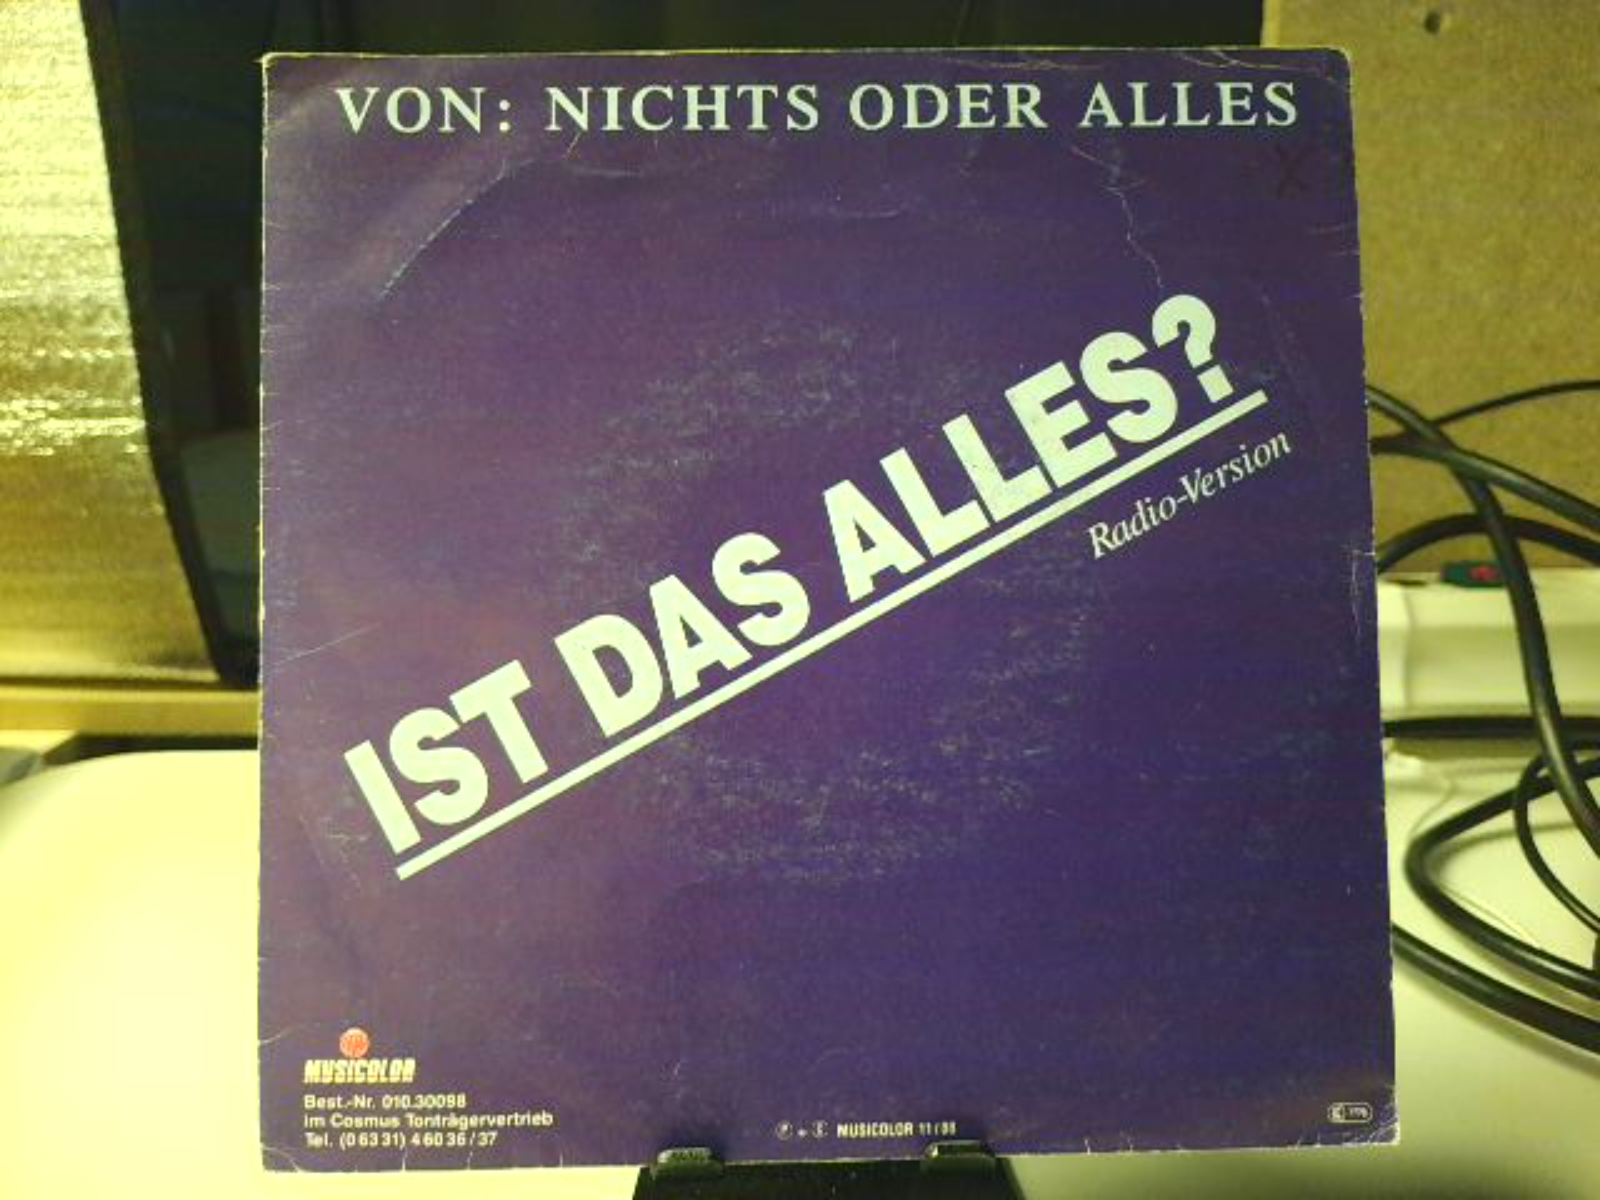 VON: NICHTS ODER ALLES
IST DAS ALLES?
Radio-Version
MUSICOLOR
Best.-Nr. 010.30098
im Cosmus Tonträgervertrieb
Tel. (0 63 31) 4 60 36 / 37
MUSICOLOR